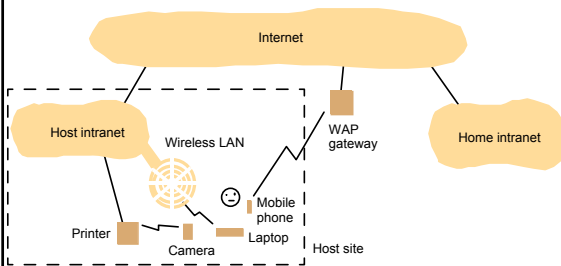 Internet
Host intranet
Wireless LAN
WAP
gateway
Home intranet
Mobile
phone
Printer
Camera
Laptop
Host site